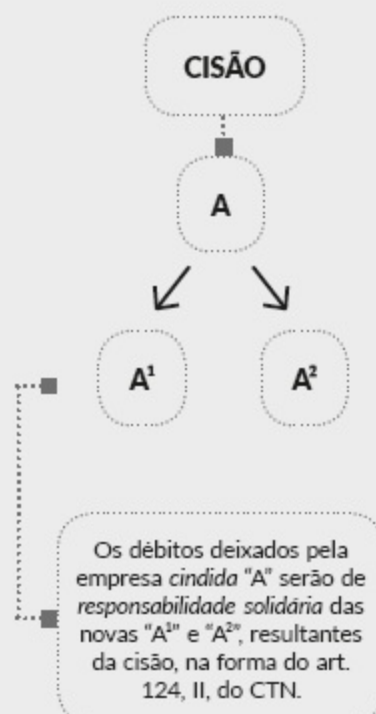 CISÃO
A
A¹ A²
Os débitos deixados pela
empresa cindida “A” serão de
responsabilidade solidária das
novas “A¹” e “A²”, resultantes
da cisão, na forma do art.
124, II, do CTN.